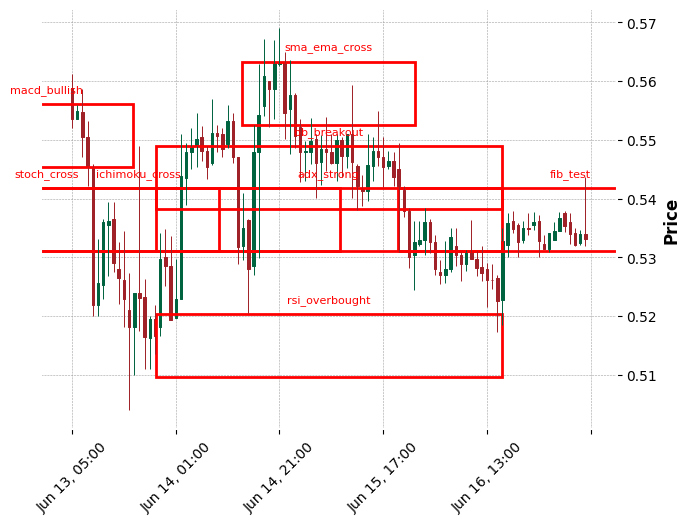 0.57
sma_ema_cross
0.56
macd_bullish
0.55
bb_breakout
stoch_cross
ichimoku_cross
adx_strong
fib_test
0.54
Price
0.53
rsi_overbought
0.52
0.51
Jun 13, 05:00
Jun 14, 01:00
Jun 14, 21:00
Jun 15, 17:00
Jun 16, 13:00